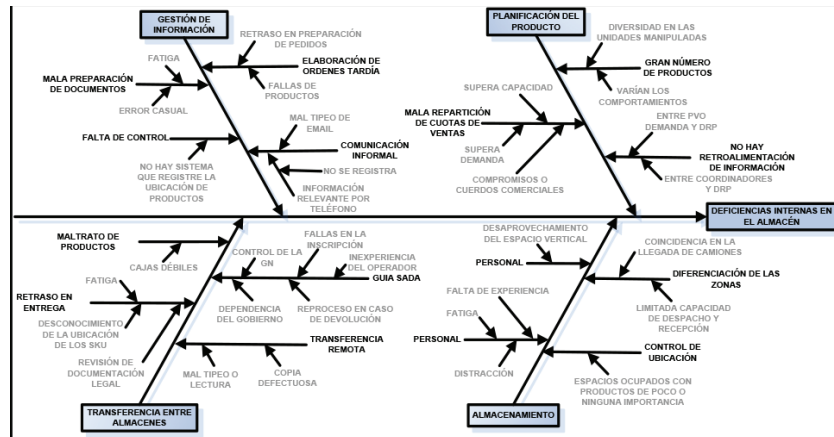 GESTIÓN DE
INFORMACIÓN
PLANIFICACIÓN DEL
PRODUCTO
RETRASO EN PREPARACIÓN
DE PEDIDOS
FATIGA
ELABORACIÓN DE
ORDENES TARDÍA
MALA PREPARACIÓN
DE DOCUMENTOS
FALLAS DE
PRODUCTOS
ERROR CASUAL
MAL TIPEO DE
EMAIL
FALTA DE CONTROL
COMUNICACIÓN
INFORMAL
NO HAY SISTEMA
QUE REGISTRE LA
UBICACIÓN DE
PRODUCTOS
NO SE REGISTRA
INFORMACIÓN
RELEVANTE POR
TELÉFONO
DIVERSIDAD EN LAS
UNIDADES MANIPULADAS
GRAN NÚMERO
DE PRODUCTOS
SUPERA CAPACIDAD
VARÍAN LOS
COMPORTAMIENTOS
MALA REPARTICIÓN
DE CUOTAS DE
VENTAS
ENTRE PVO
DEMANDA Y DRP
SUPERA
DEMANDA
NO HAY
RETROALIMENTACIÓN
DE INFORMACIÓN
COMPROMISOS O
CUERDOS COMERCIALES
ENTRE COORDINADORES
Y DRP
DEFICIENCIAS INTERNAS EN
EL ALMACÉN
MALTRATO DE
PRODUCTOS
CAJAS DÉBILES
CONTROL DE LA
GN
FALLAS EN LA
INSCRIPCIÓN
INEXPERIENCIA
DEL OPERADOR
GUIA SADA
FATIGA
RETRASO EN
ENTREGA
DEPENDENCIA
DEL GOBIERNO
REPROCESO EN CASO
DE DEVOLUCIÓN
DESCONOCIMIENTO
DE LA UBICACIÓN
DE LOS SKU
TRANSFERENCIA
REMOTA
REVISIÓN DE
DOCUMENTACIÓN
LEGAL
MAL TIPEO O
LECTURA
COPIA
DEFECTUOSA
TRANSFERENCIA ENTRE
ALMACENES
DESAPROVECHAMIENTO
DEL ESPACIO VERTICAL
COINCIDENCIA EN LA
LLEGADA DE CAMIONES
PERSONAL
DIFERENCIACIÓN DE LAS
ZONAS
FALTA DE EXPERIENCIA
FATIGA
LIMITADA CAPACIDAD
DE DESPACHO Y
RECEPCIÓN
PERSONAL
CONTROL DE
UBICACIÓN
DISTRACCIÓN
ESPACIOS OCUPADOS CON
PRODUCTOS DE POCO O
NINGUNA IMPORTANCIA
ALMACENAMIENTO